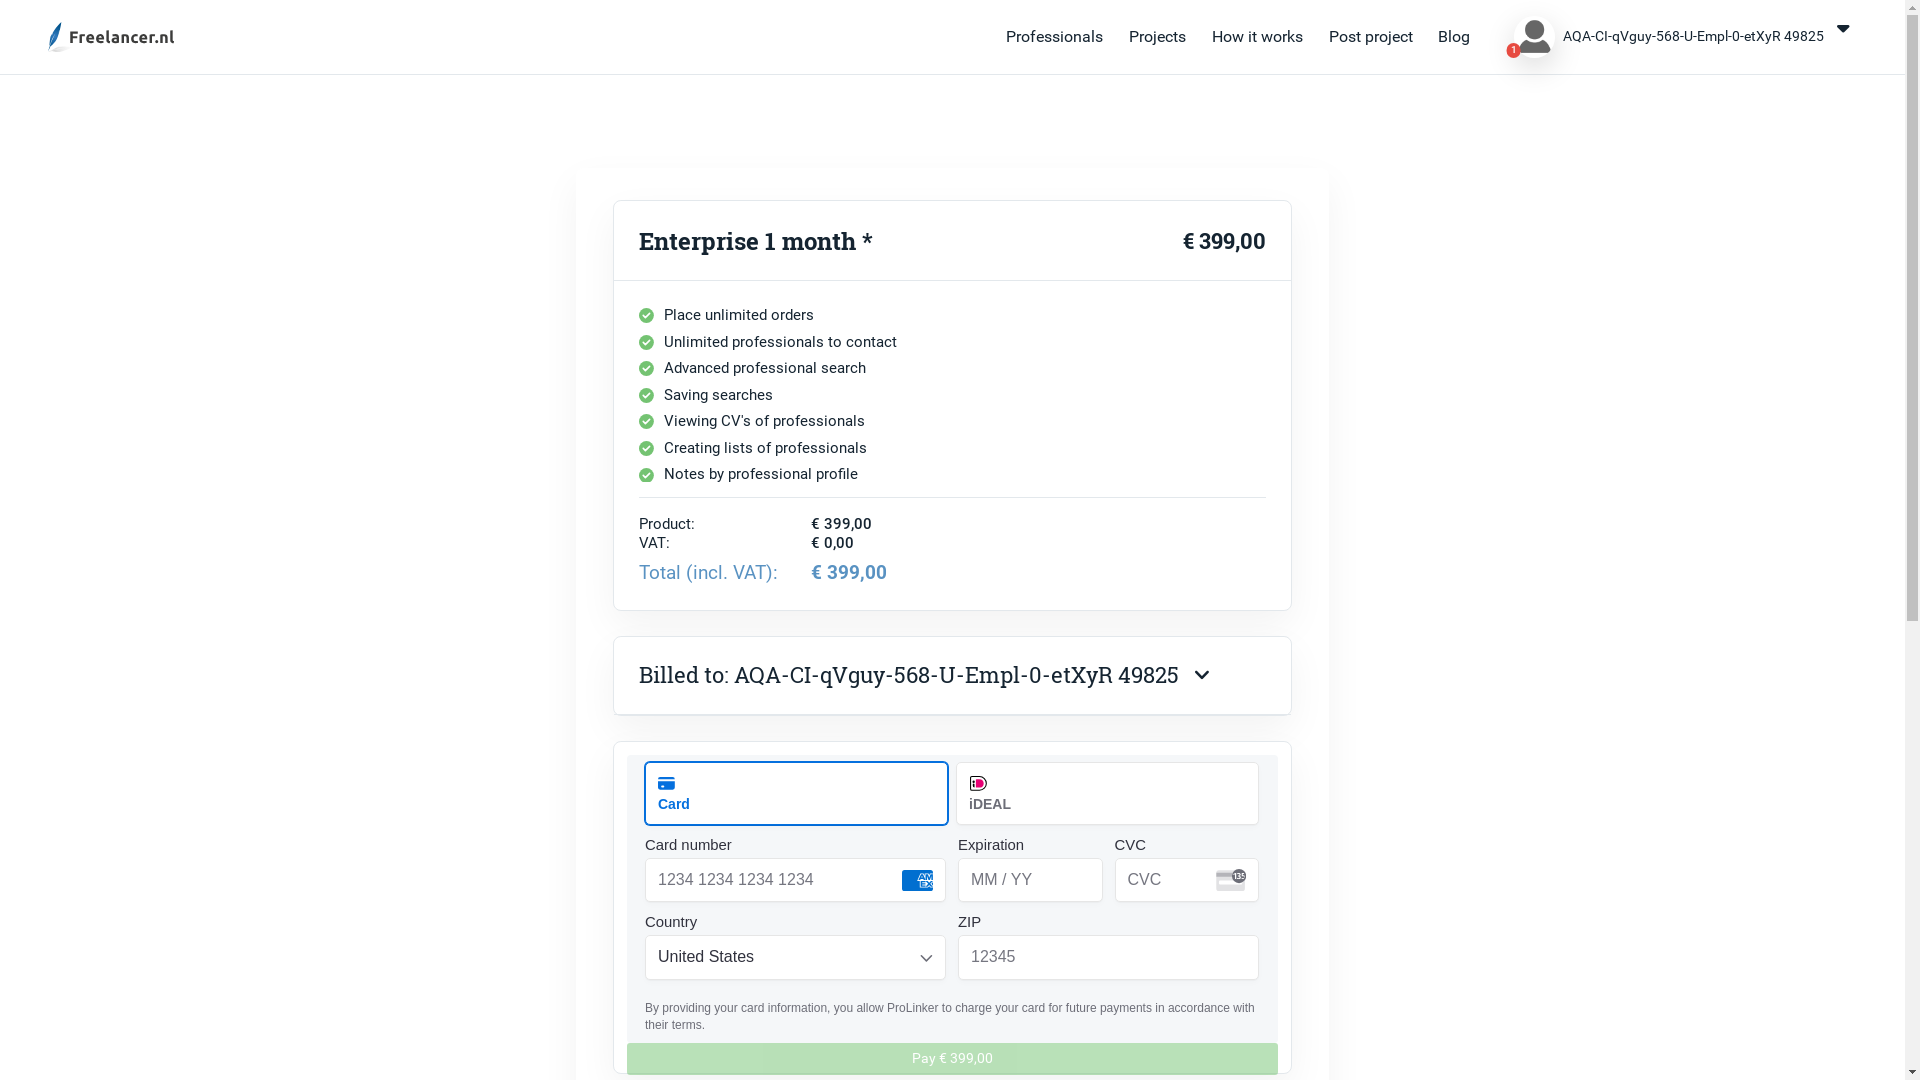 Freelancer.nl
Professionals
Projects
How it works
Post project
Blog
1
AQA-CI-qVguy-568-U-Empl-0-etXyR 49825
Enterprise 1 month *
€ 399,00
Place unlimited orders
Unlimited professionals to contact
Advanced professional search
Saving searches
Viewing CV's of professionals
Creating lists of professionals
Notes by professional profile
Product: € 399,00
VAT: € 0,00
Total (incl. VAT): € 399,00
Billed to: AQA-CI-qVguy-568-U-Empl-0-etXyR 49825
Card
iDEAL
Card number
Expiration
CVC
1234 1234 1234 1234
AM
EX
MM / YY
CVC
135
Country
ZIP
United States
12345
By providing your card information, you allow ProLinker to charge your card for future payments in accordance with
their terms.
Pay € 399,00